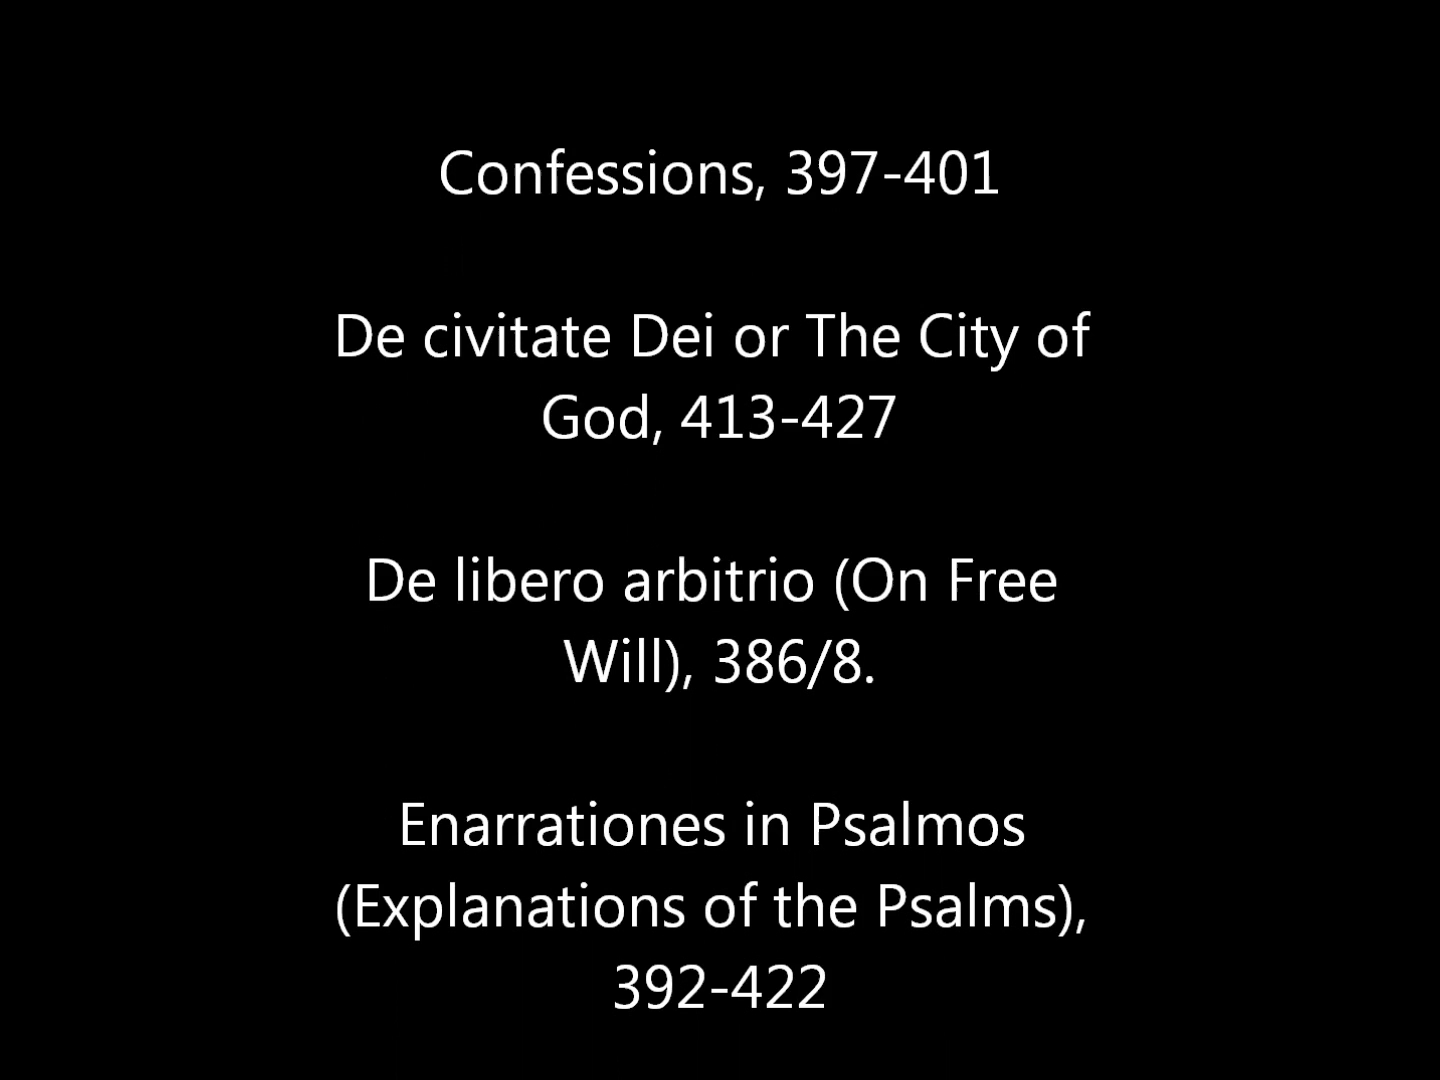 Confessions, 397-401
De civitate Dei or The City of
God, 413-427
De libero arbitrio (On Free
Will), 386/8.
Enarrationes in Psalmos
(Explanations of the Psalms),
392-422